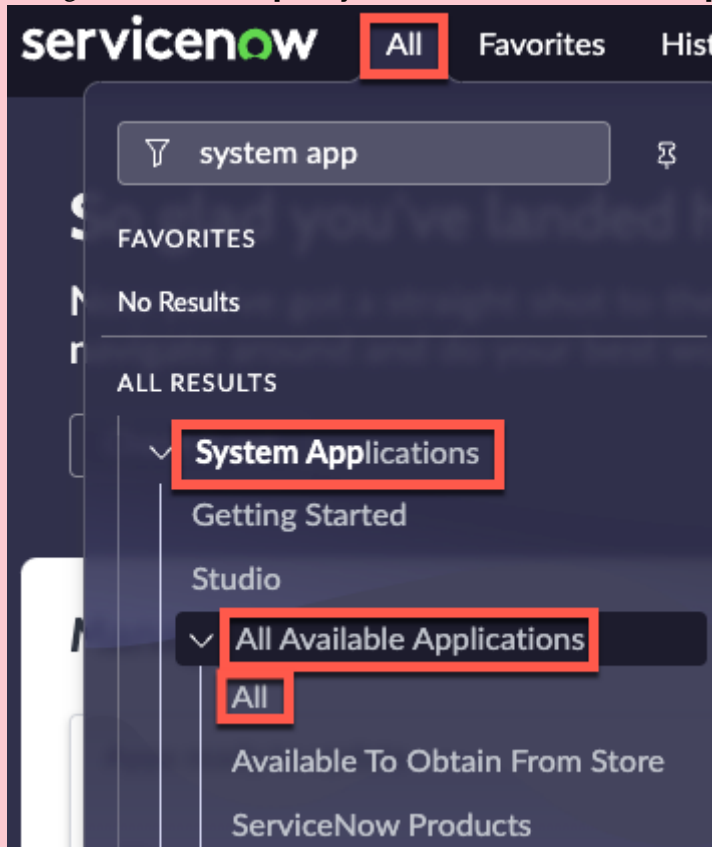 servicenow All Favorites Hist
system app
FAVORITES
No Results
ALL RESULTS
System Applications
Getting Started
Studio
All Available Applications
All
Available To Obtain From Store
ServiceNow Products